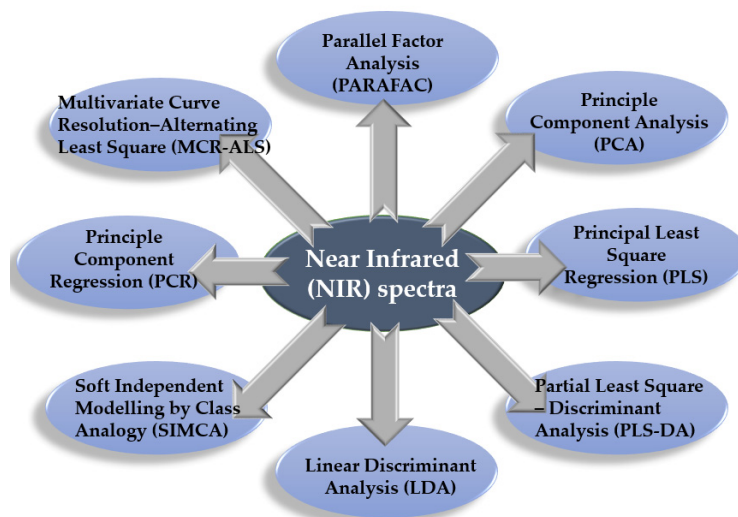 Parallel Factor
Analysis
(PARAFAC)
Multivariate Curve
Resolution–Alternating
Least Square (MCR-ALS)
Principle
Component Analysis
(PCA)
Principle
Component
Regression (PCR)
Near Infrared
(NIR) spectra
Principal Least
Square
Regression (PLS)
Soft Independent
Modelling by Class
Analogy (SIMCA)
Linear Discriminant
Analysis (LDA)
Partial Least Square
– Discriminant
Analysis (PLS-DA)